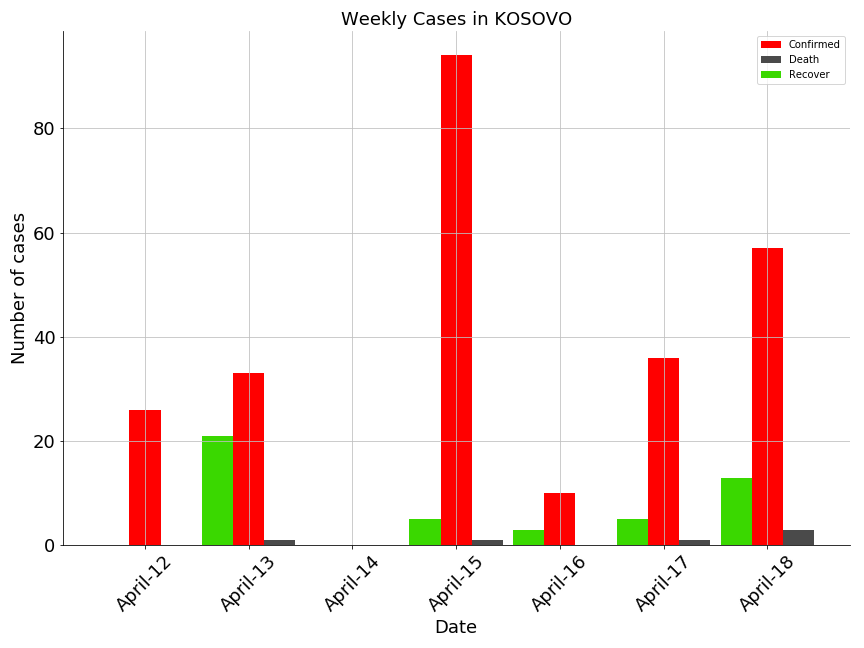 Weekly Cases in KOSOVO
Confirmed
Death
Recover
Number of cases
80
60
40
20
0
April-12
April-13
April-14
April-15
April-16
April-17
April-18
Date